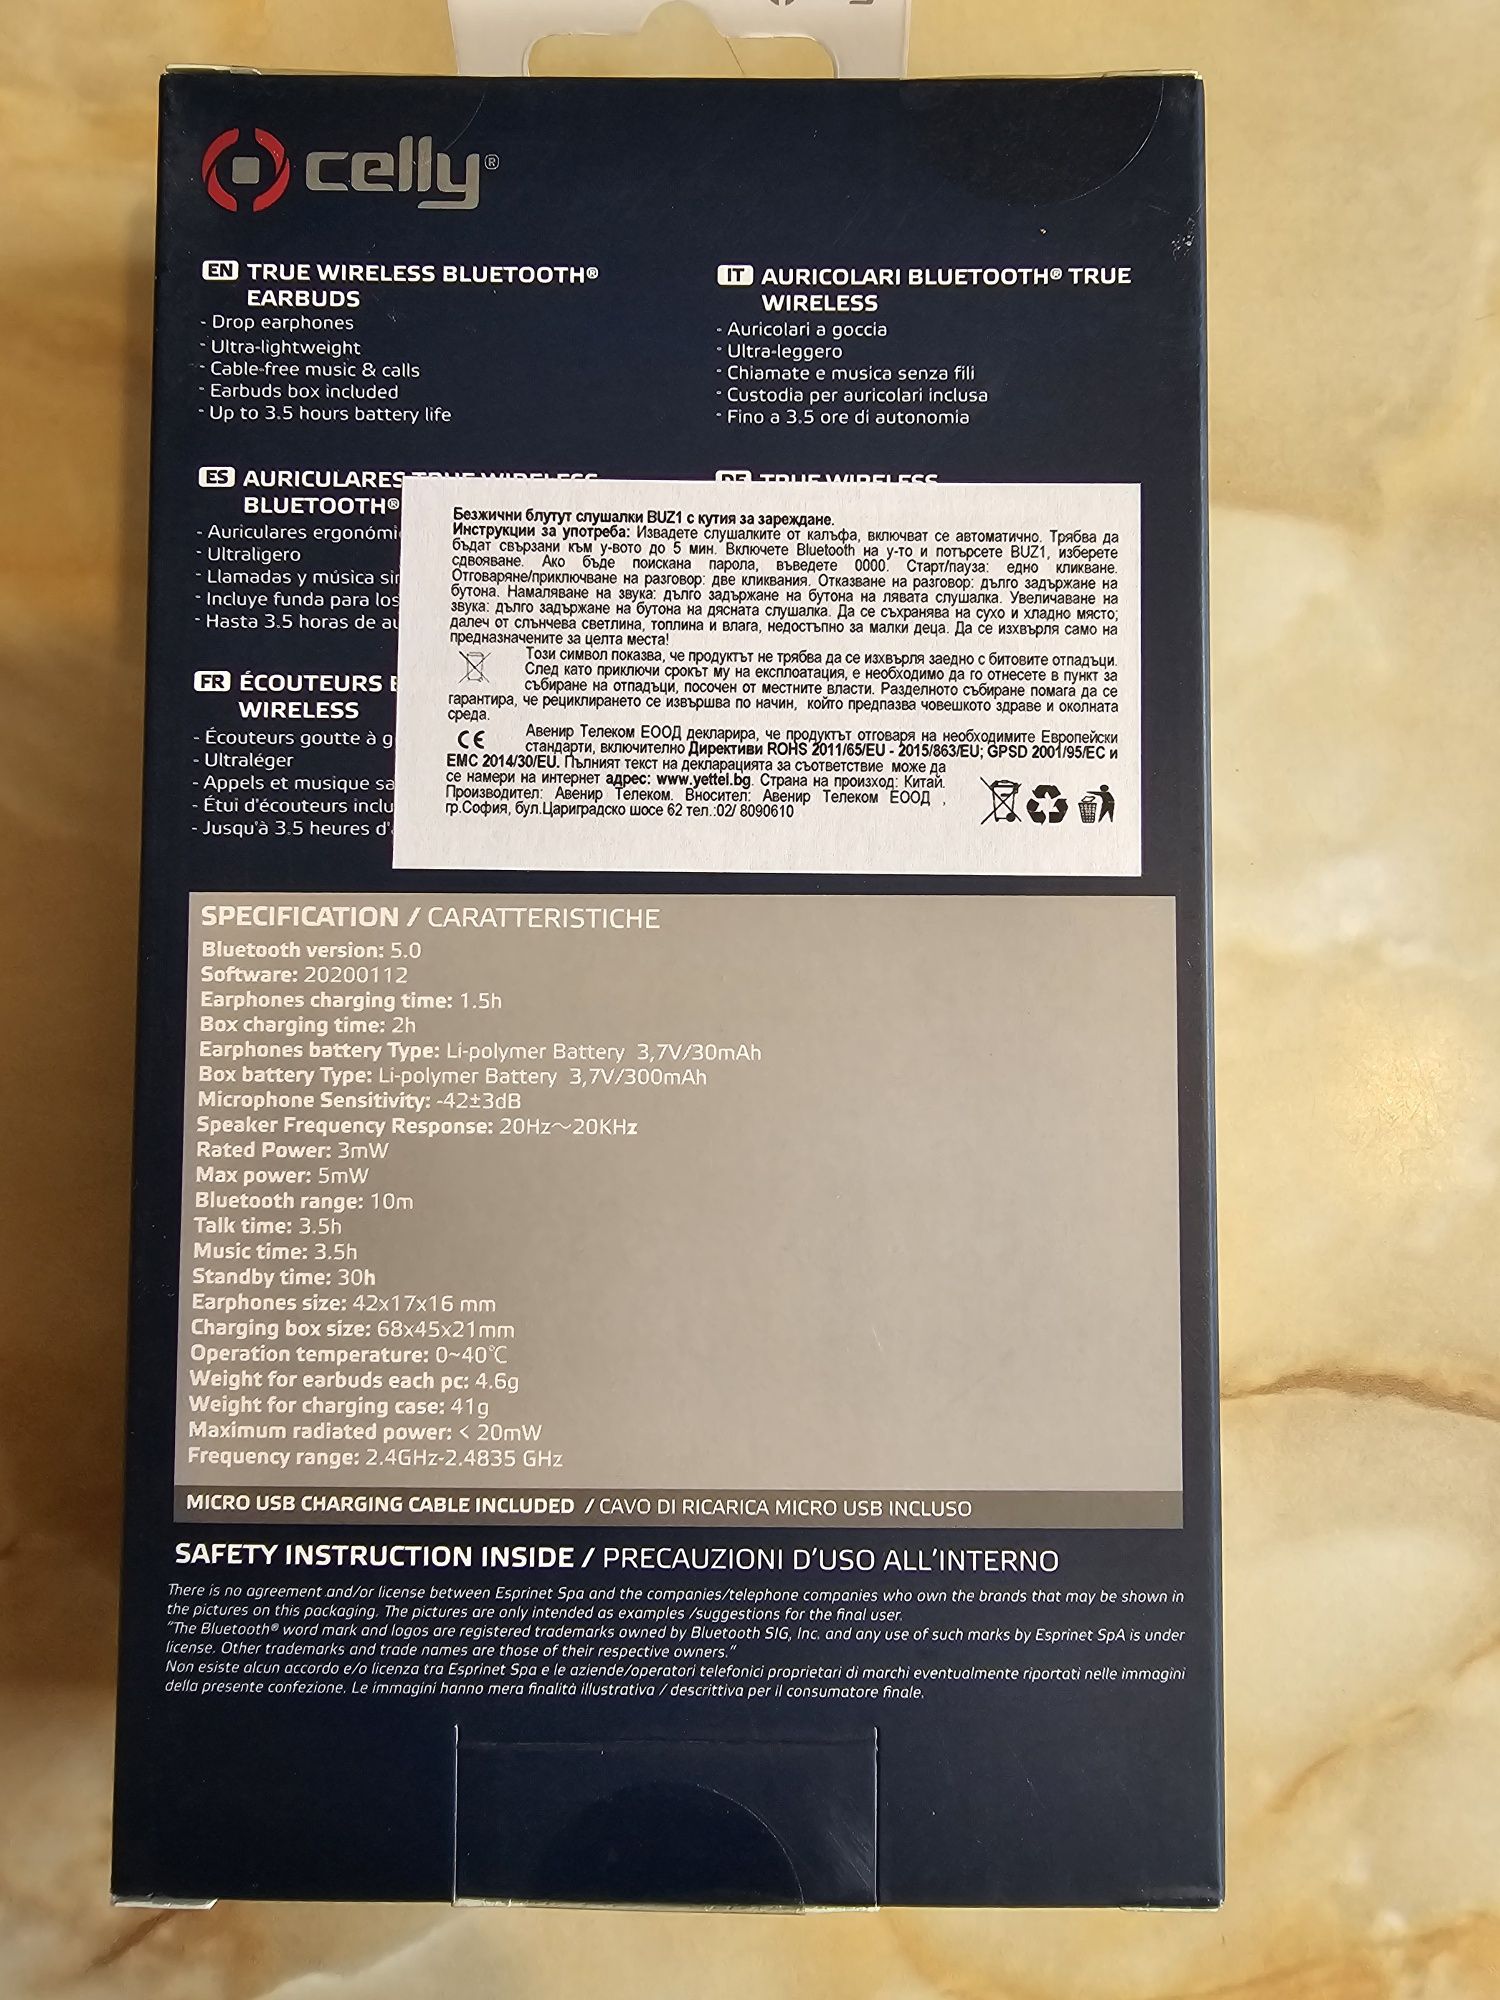 celly®
EN TRUE WIRELESS BLUETOOTH®
EARBUDS
- Drop earphones
- Ultra-lightweight
- Cable-free music & calls
- Earbuds box included
- Up to 3.5 hours battery life
IT AURICOLARI BLUETOOTH® TRUE
WIRELESS
- Auricolari a goccia
- Ultra-leggero
- Chiamate e musica senza fili
- Custodia per auricolari inclusa
- Fino a 3.5 ore di autonomia
ES AURICULARES TRUE WIRELESS
BLUETOOTH®
- Auriculares
- Ultraligero
- Llamadas y música
- Incluye funda para los
- Hasta 3.5 horas de
DE TRUE WIRELESS
FR ÉCOUTEURS
WIRELESS
- Écouteurs goutte à
- Ultraléger
- Appels et musique
- Étui d'écouteurs
- Jusqu'à 3.5 heures
Безжични блутут слушалки BUZ1 с кутия за зареждане.
Инструкции за употреба: Извадете слушалките от калъфа, включват се автоматично. Трябва да
бъдат свързани към у-вото до 5 мин. Включете Bluetooth на у-то и потърсете BUZ1, изберете
сдвояване. Ако бъде поискана парола, въведете 0000. Старт/пауза: едно кликване.
Отговаряне/приключване на разговор: две кликвания. Отказване на разговор: дълго задържане на
бутона. Намаляване на звука: дълго задържане на бутона на лявата слушалка. Увеличаване на
звука: дълго задържане на бутона на дясната слушалка. Да се съхранява на сухо и хладно място;
далеч от слънчева светлина, топлина и влага, недостъпно за малки деца. Да се изхвърля само на
предназначените за целта места!
Този символ показва, че продуктът не трябва да се изхвърля заедно с битовите отпадъци.
След като приключи срокът му на експлоатация, е необходимо да го отнесете в пункт за
събиране на отпадъци, посочен от местните власти. Разделното събиране помага да се
гарантира, че рециклирането се извършва по начин, който предпазва човешкото здраве и околната
среда.
Авенир Телеком ЕООД декларира, че продуктът отговаря на необходимите Европейски
CE стандарти, включително Директиви ROHS 2011/65/EU - 2015/863/EU; GPSD 2001/95/EC и
EMC 2014/30/EU. Пълният текст на декларацията за съответствие може да
се намери на интернет адрес: www.yettel.bg. Страна на произход: Китай.
Производител: Авенир Телеком. Вносител: Авенир Телеком ЕООД ,
гр.София, бул.Цариградско шосе 62 тел.:02/ 8090610
SPECIFICATION / CARATTERISTICHE
Bluetooth version: 5.0
Software: 20200112
Earphones charging time: 1.5h
Box charging time: 2h
Earphones battery Type: Li-polymer Battery 3,7V/30mAh
Box battery Type: Li-polymer Battery 3,7V/300mAh
Microphone Sensitivity: -42±3dB
Speaker Frequency Response: 20Hz～20KHz
Rated Power: 3mW
Max power: 5mW
Bluetooth range: 10m
Talk time: 3.5h
Music time: 3.5h
Standby time: 30h
Earphones size: 42x17x16 mm
Charging box size: 68x45x21mm
Operation temperature: 0~40℃
Weight for earbuds each pc: 4.6g
Weight for charging case: 41g
Maximum radiated power: < 20mW
Frequency range: 2.4GHz-2.4835 GHz
MICRO USB CHARGING CABLE INCLUDED / CAVO DI RICARICA MICRO USB INCLUSO
SAFETY INSTRUCTION INSIDE / PRECAUZIONI D'USO ALL'INTERNO
There is no agreement and/or license between Esprinet Spa and the companies/telephone companies who own the brands that may be shown in
the pictures on this packaging. The pictures are only intended as examples /suggestions for the final user.
"The Bluetooth® word mark and logos are registered trademarks owned by Bluetooth SIG, Inc. and any use of such marks by Esprinet SpA is under
license. Other trademarks and trade names are those of their respective owners."
Non esiste alcun accordo e/o licenza tra Esprinet Spa e le aziende/operatori telefonici proprietari di marchi eventualmente riportati nelle immagini
della presente confezione. Le immagini hanno mera finalità illustrativa / descrittiva per il consumatore finale.